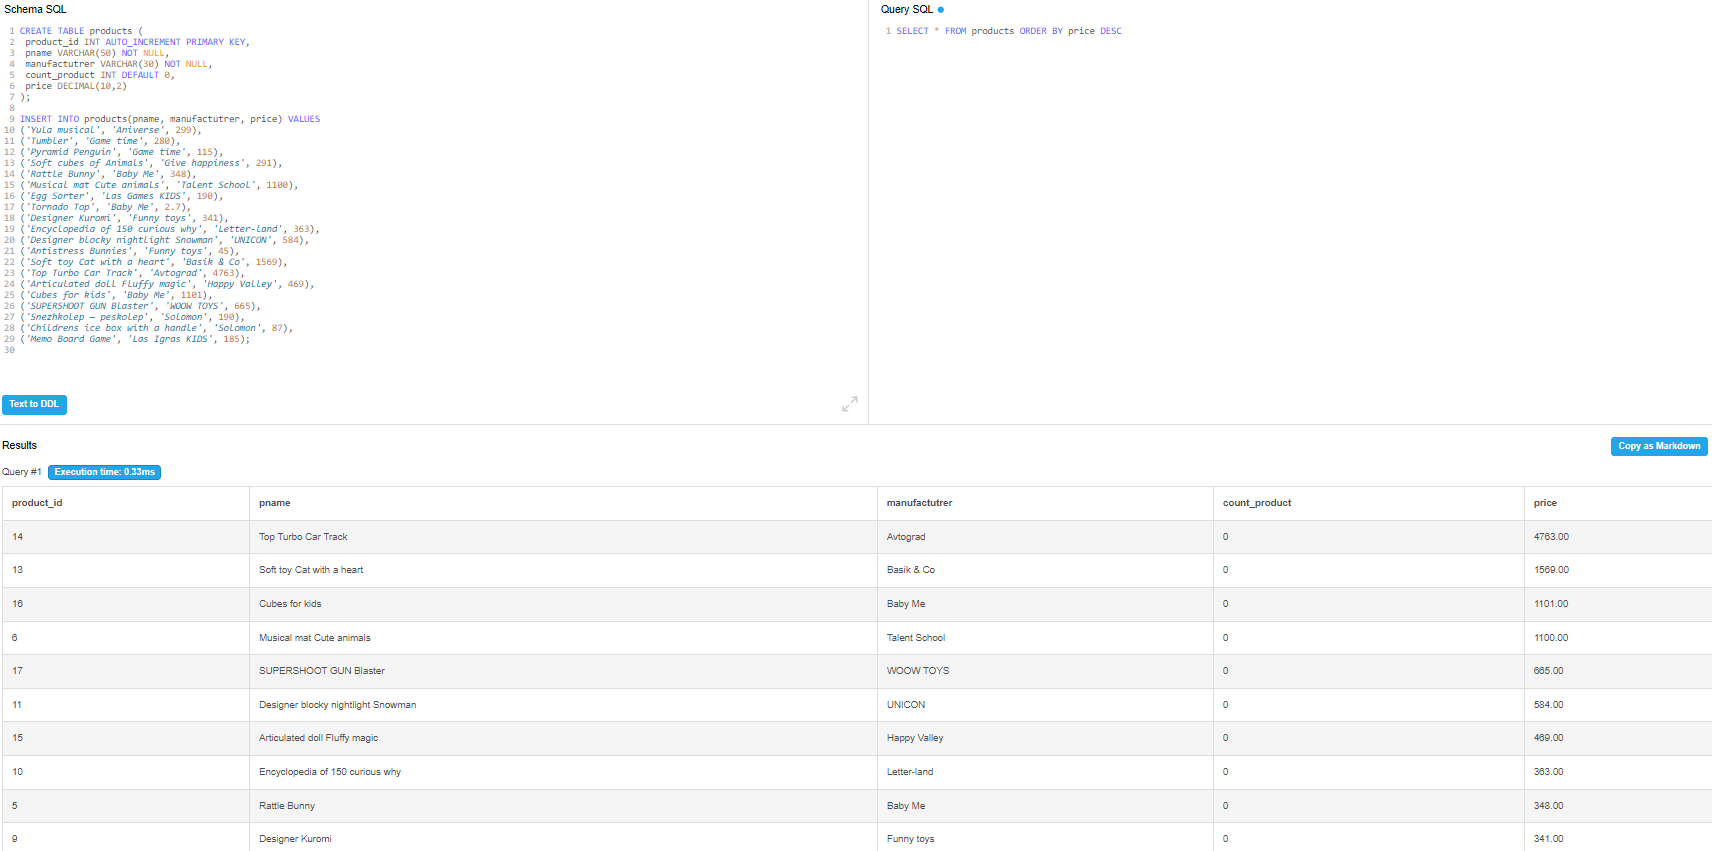 Schema SQL
1 CREATE TABLE products (
2 product_id INT AUTO_INCREMENT PRIMARY KEY,
3 pname VARCHAR(50) NOT NULL,
4 manufactutrer VARCHAR(30) NOT NULL,
5 count_product INT DEFAULT 0,
6 price DECIMAL(10,2)
7 );
8
9 INSERT INTO products(pname, manufactutrer, price) VALUES
10 ('Yula musical', 'Aniverse', 299),
11 ('Tumbler', 'Game time', 280),
12 ('Pyramid Penguin', 'Game time', 115),
13 ('Soft cubes of Animals', 'Give happiness', 291),
14 ('Rattle Bunny', 'Baby Me', 348),
15 ('Musical mat Cute animals', 'Talent School', 1100),
16 ('Egg Sorter', 'Las Games KIDS', 190),
17 ('Tornado Top', 'Baby Me', 2.7),
18 ('Designer Kuromi', 'Funny toys', 341),
19 ('Encyclopedia of 150 curious why', 'Letter-land', 363),
20 ('Designer blocky nightlight Snowman', 'UNICON', 584),
21 ('Antistress Bunnies', 'Funny toys', 45),
22 ('Soft toy Cat with a heart', 'Basik & Co', 1569),
23 ('Top Turbo Car Track', 'Avtograd', 4763),
24 ('Articulated doll Fluffy magic', 'Happy Valley', 469),
25 ('Cubes for kids', 'Baby Me', 1101),
26 ('SUPERSHOOT GUN Blaster', 'WOOW TOYS', 665),
27 ('Snezhkolep – peskolep', 'Solomon', 190),
28 ('Childrens ice box with a handle', 'Solomon', 87),
29 ('Memo Board Game', 'Las Igras KIDS', 185);
30
Text to DDL
Query SQL
1 SELECT * FROM products ORDER BY price DESC
Results
Copy as Markdown
Query #1 Execution time: 0.33ms
product_id pname manufactutrer count_product price
14 Top Turbo Car Track Avtograd 0 4763.00
13 Soft toy Cat with a heart Basik & Co 0 1569.00
16 Cubes for kids Baby Me 0 1101.00
6 Musical mat Cute animals Talent School 0 1100.00
17 SUPERSHOOT GUN Blaster WOOW TOYS 0 665.00
11 Designer blocky nightlight Snowman UNICON 0 584.00
15 Articulated doll Fluffy magic Happy Valley 0 469.00
10 Encyclopedia of 150 curious why Letter-land 0 363.00
5 Rattle Bunny Baby Me 0 348.00
9 Designer Kuromi Funny toys 0 341.00